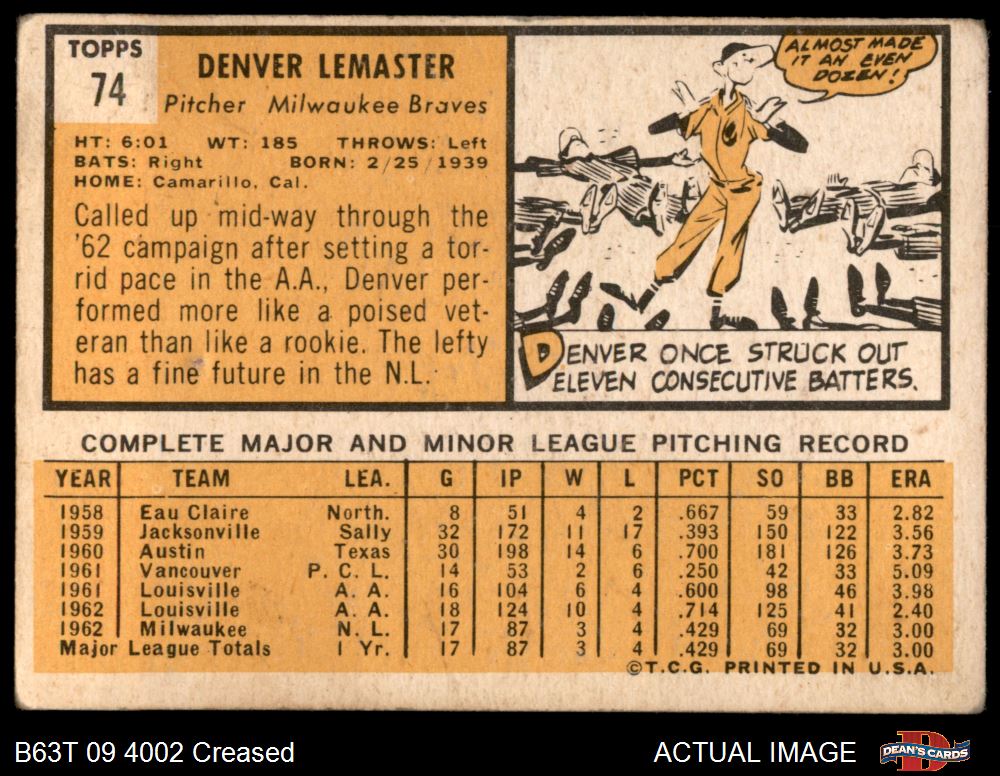 TOPPS
74
DENVER LEMASTER
Pitcher Milwaukee Braves
HT: 6:01 WT: 185 THROWS: Left
BATS: Right BORN: 2/25/1939
HOME: Camarillo, Cal.
Called up mid-way through the
'62 campaign after setting a tor-
rid pace in the A.A., Denver per-
formed more like a poised vet-
eran than like a rookie. The lefty
has a fine future in the N.L.
ALMOST MADE
IT AN EVEN
DOZEN!
DENVER ONCE STRUCK OUT
ELEVEN CONSECUTIVE BATTERS.
COMPLETE MAJOR AND MINOR LEAGUE PITCHING RECORD
YEAR TEAM LEA. G IP W L PCT SO BB ERA
1958 Eau Claire North. 8 51 4 2 .667 59 33 2.82
1959 Jacksonville Sally 32 172 11 17 .393 150 122 3.56
1960 Austin Texas 30 198 14 6 .700 181 126 3.73
1961 Vancouver P. C. L. 14 53 2 6 .250 42 33 5.09
1961 Louisville A. A. 16 104 6 4 .600 98 46 3.98
1962 Louisville A. A. 18 124 10 4 .714 125 41 2.40
1962 Milwaukee N. L. 17 87 3 4 .429 69 32 3.00
Major League Totals 1 Yr. 17 87 3 4 .429 69 32 3.00
©T.C.G. PRINTED IN U.S.A.
B63T 09 4002 Creased
ACTUAL IMAGE
D
DEAN'S CARDS